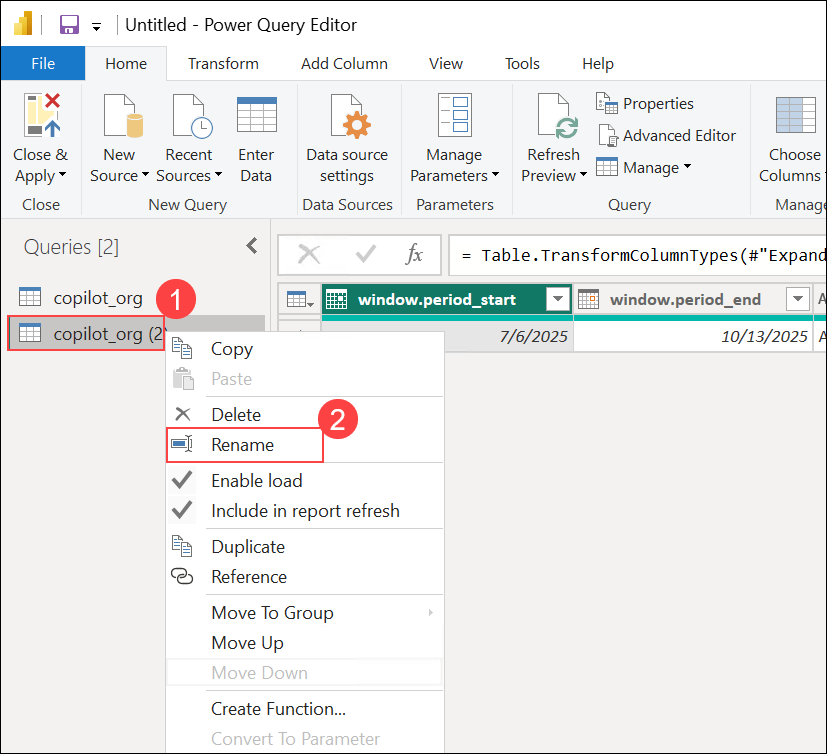 Untitled - Power Query Editor
File Home Transform Add Column View Tools Help
Close & Apply
New Source
Recent Sources
Enter Data
Data source settings
Manage Parameters
Refresh Preview
Properties
Advanced Editor
Manage
Choose Columns
Close New Query Data Sources Parameters Query Manage
Queries [2]
fx = Table.TransformColumnTypes(#"Expand
copilot_org 1
copilot_org (2
window.period_start window.period_end
7/6/2025 10/13/2025
Copy
Paste
Delete
2
Rename
Enable load
Include in report refresh
Duplicate
Reference
Move To Group
Move Up
Move Down
Create Function...
Convert To Parameter